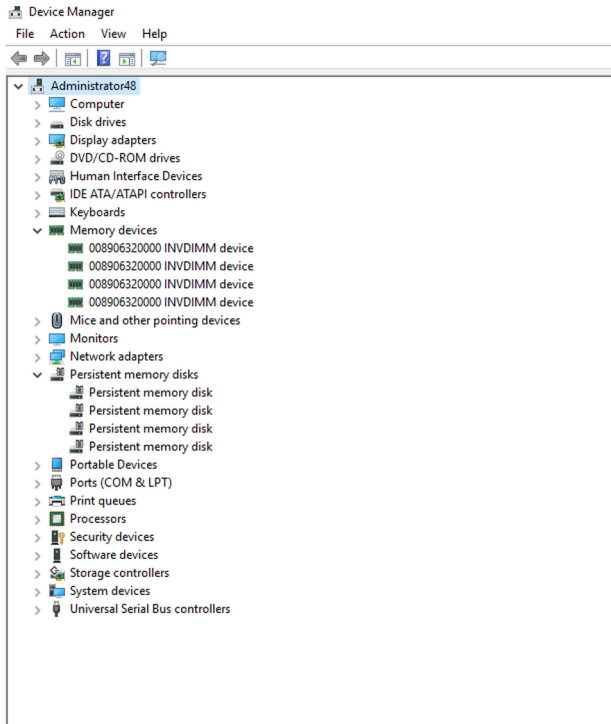 Device Manager
File Action View Help
Administrator48
Computer
Disk drives
Display adapters
DVD/CD-ROM drives
Human Interface Devices
IDE ATA/ATAPI controllers
Keyboards
Memory devices
008906320000 INVDIMM device
008906320000 INVDIMM device
008906320000 INVDIMM device
008906320000 INVDIMM device
Mice and other pointing devices
Monitors
Network adapters
Persistent memory disks
Persistent memory disk
Persistent memory disk
Persistent memory disk
Persistent memory disk
Portable Devices
Ports (COM & LPT)
Print queues
Processors
Security devices
Software devices
Storage controllers
System devices
Universal Serial Bus controllers